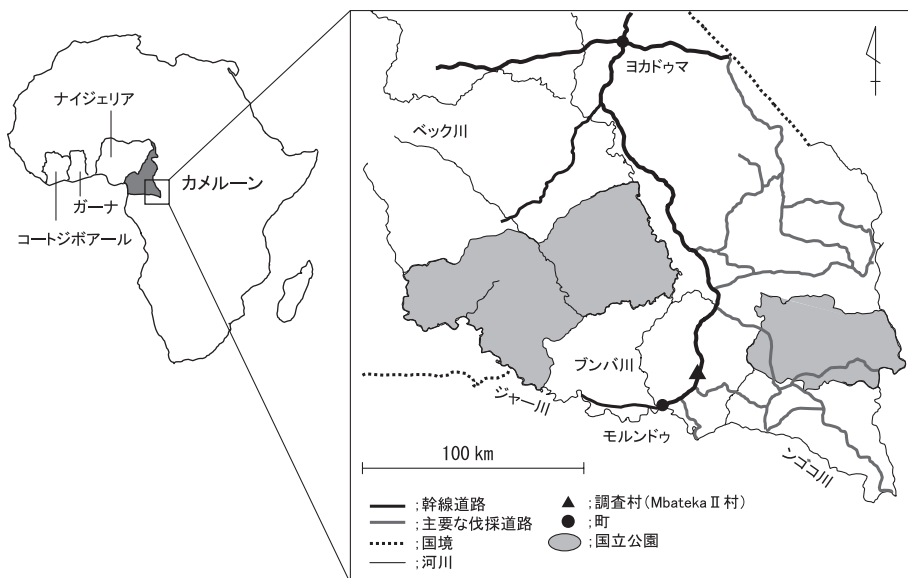 ナイジェリア
カメルーン
ガーナ
コートジボアール
ヨカドゥマ
ベック川
ブンバ川
ジャー川
モルンドゥ
ンゴコ川
100 km
;幹線道路
;主要な伐採道路
;国境
;河川
;調査村(Mbateka Ⅱ 村)
;町
;国立公園